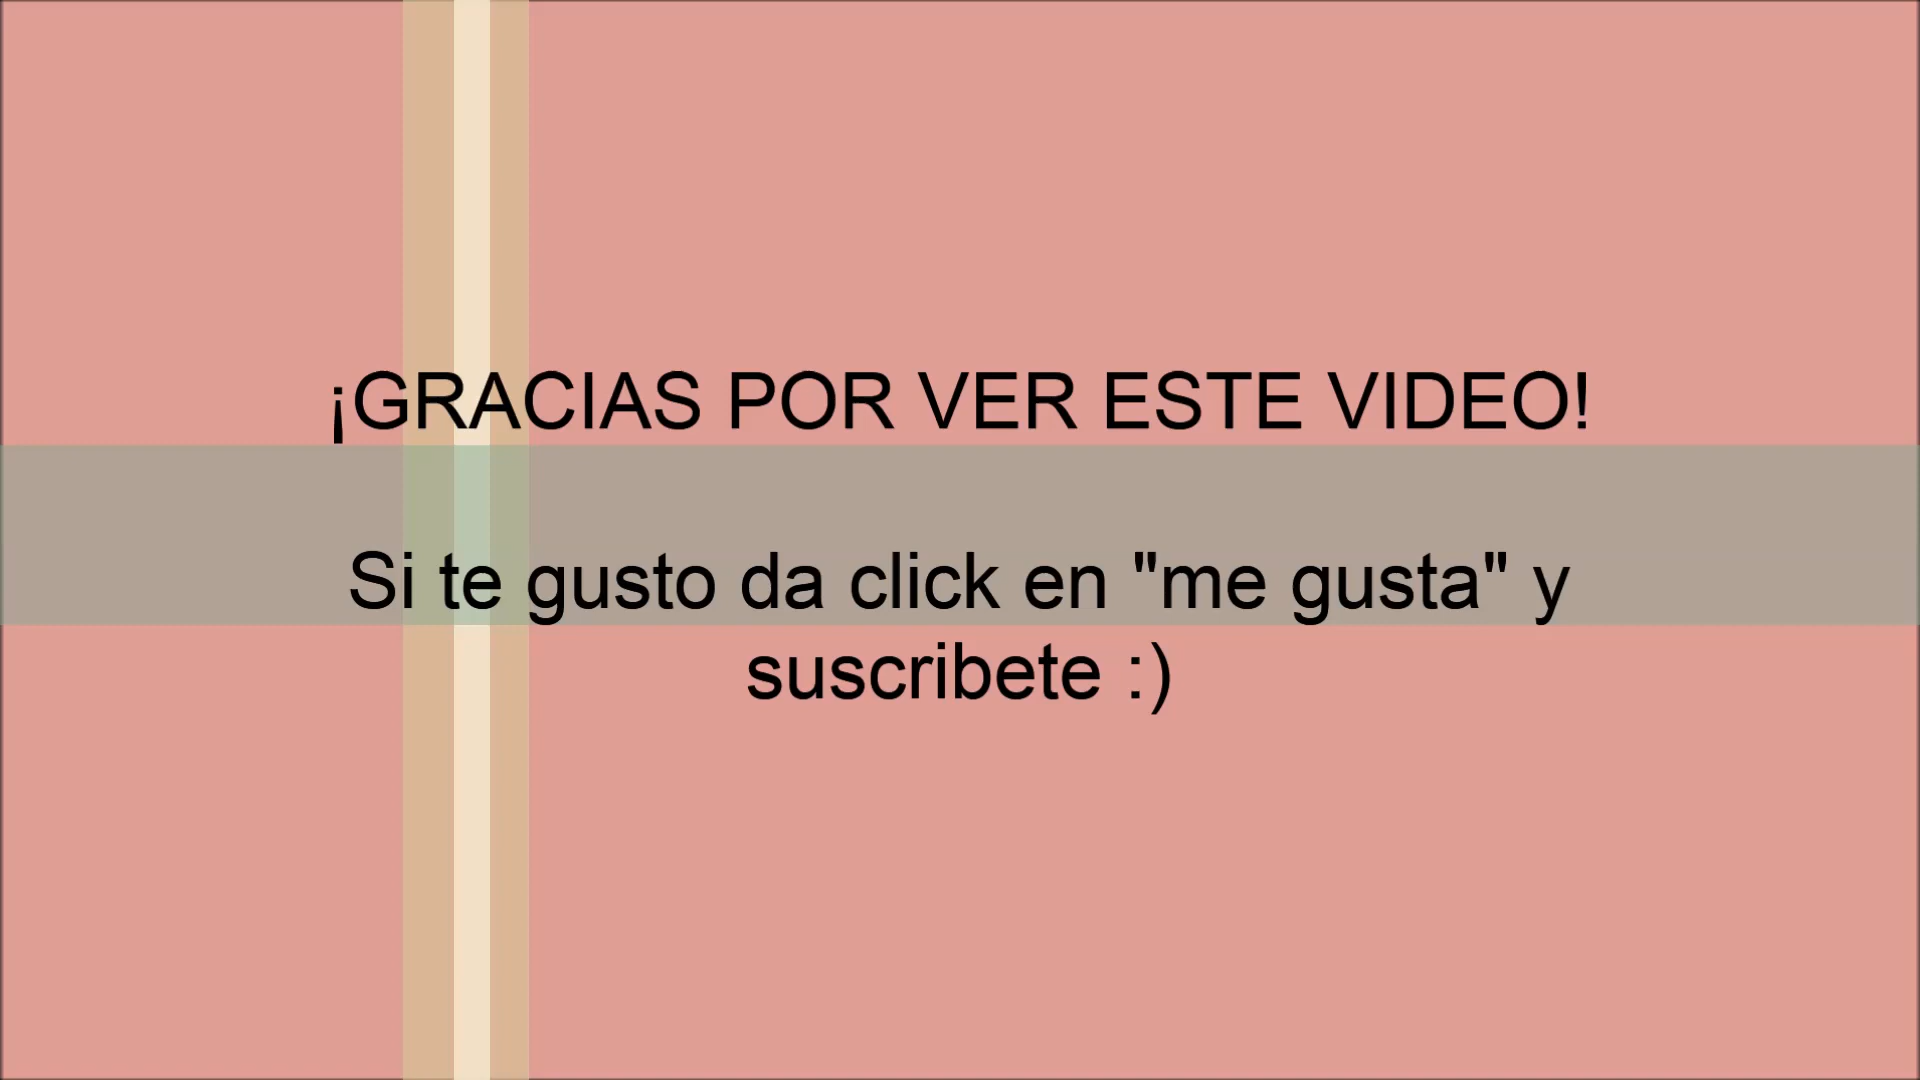 ¡GRACIAS POR VER ESTE VIDEO!
Si te gusto da click en "me gusta" y
suscribete :)